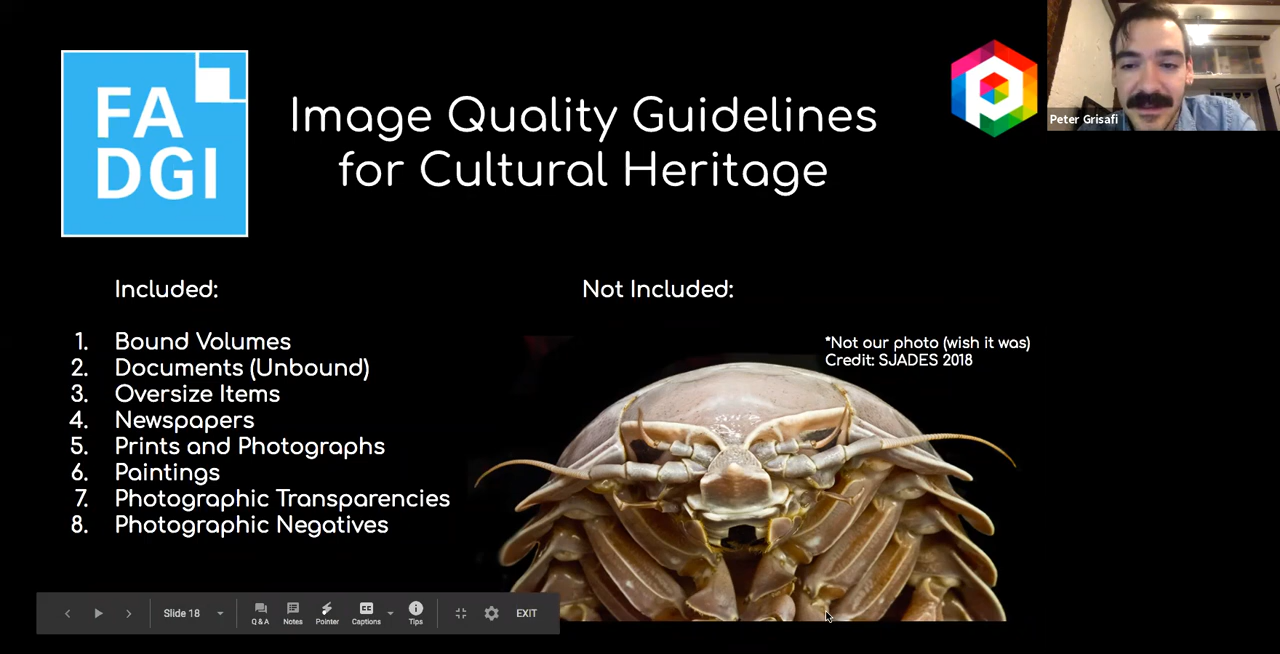 FA
DGI
Image Quality Guidelines
for Cultural Heritage
Peter Grisafi
Included:
1. Bound Volumes
2. Documents (Unbound)
3. Oversize Items
4. Newspapers
5. Prints and Photographs
6. Paintings
7. Photographic Transparencies
8. Photographic Negatives
Not Included:
*Not our photo (wish it was)
Credit: SJADES 2018
Slide 18
Q & A
Notes
Pointer
CC
Captions
Tips
EXIT